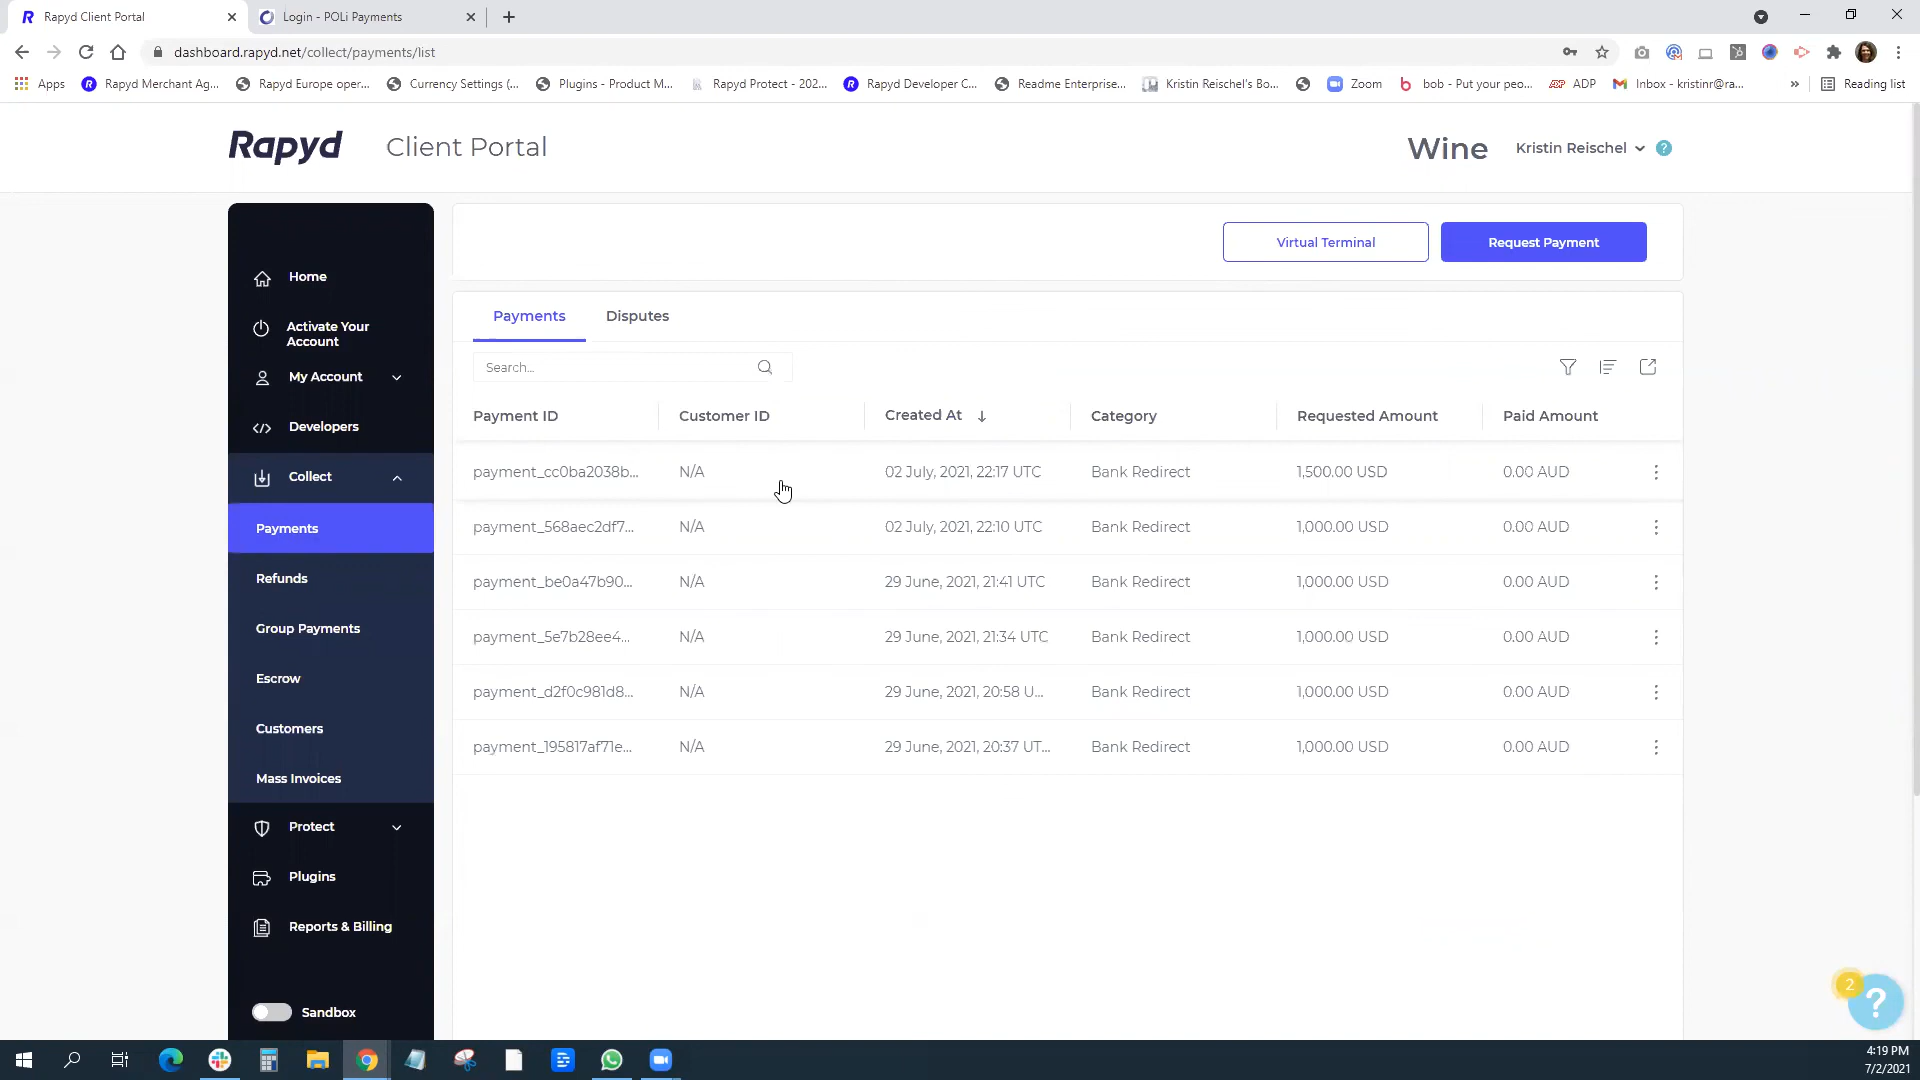 Rapyd Client Portal
Login - POLi Payments
dashboard.rapyd.net/collect/payments/list
Apps
Rapyd Merchant Ag...
Rapyd Europe oper...
Currency Settings (...
Plugins - Product M...
Rapyd Protect - 202...
Rapyd Developer C...
Readme Enterprise...
Kristin Reischel's Bo...
Zoom
bob - Put your peo...
ADP
Inbox - kristinr@ra...
»
Reading list
Rapyd
Client Portal
Wine
Kristin Reischel
?
Home
Activate Your
Account
My Account
Developers
Collect
Payments
Refunds
Group Payments
Escrow
Customers
Mass Invoices
Protect
Plugins
Reports & Billing
Sandbox
Virtual Terminal
Request Payment
Payments Disputes
Search...
Payment ID Customer ID Created At ↓ Category Requested Amount Paid Amount
payment_cc0ba2038b... N/A 02 July, 2021, 22:17 UTC Bank Redirect 1,500.00 USD 0.00 AUD
payment_568aec2df7... N/A 02 July, 2021, 22:10 UTC Bank Redirect 1,000.00 USD 0.00 AUD
payment_be0a47b90... N/A 29 June, 2021, 21:41 UTC Bank Redirect 1,000.00 USD 0.00 AUD
payment_5e7b28ee4... N/A 29 June, 2021, 21:34 UTC Bank Redirect 1,000.00 USD 0.00 AUD
payment_d2f0c981d8... N/A 29 June, 2021, 20:58 U... Bank Redirect 1,000.00 USD 0.00 AUD
payment_195817af71e... N/A 29 June, 2021, 20:37 UT... Bank Redirect 1,000.00 USD 0.00 AUD
2
?
4:19 PM
7/2/2021